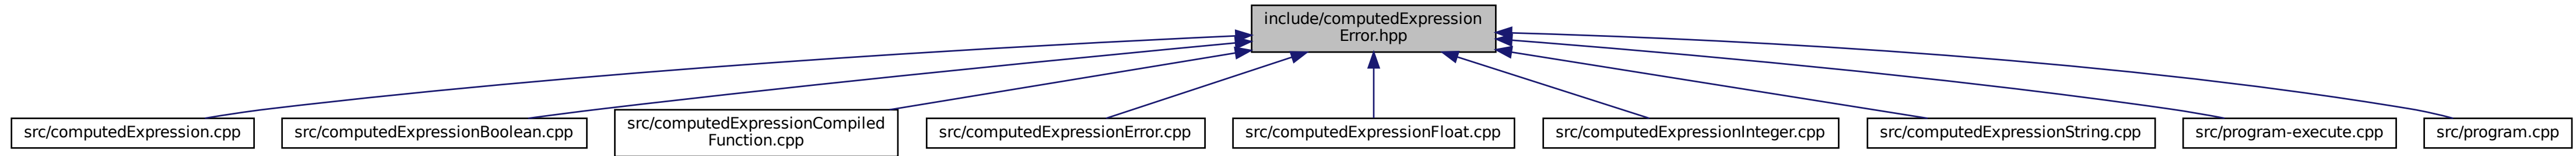 include/computedExpression
Error.hpp
src/computedExpression.cpp
src/computedExpressionBoolean.cpp
src/computedExpressionCompiled
Function.cpp
src/computedExpressionError.cpp
src/computedExpressionFloat.cpp
src/computedExpressionInteger.cpp
src/computedExpressionString.cpp
src/program-execute.cpp
src/program.cpp